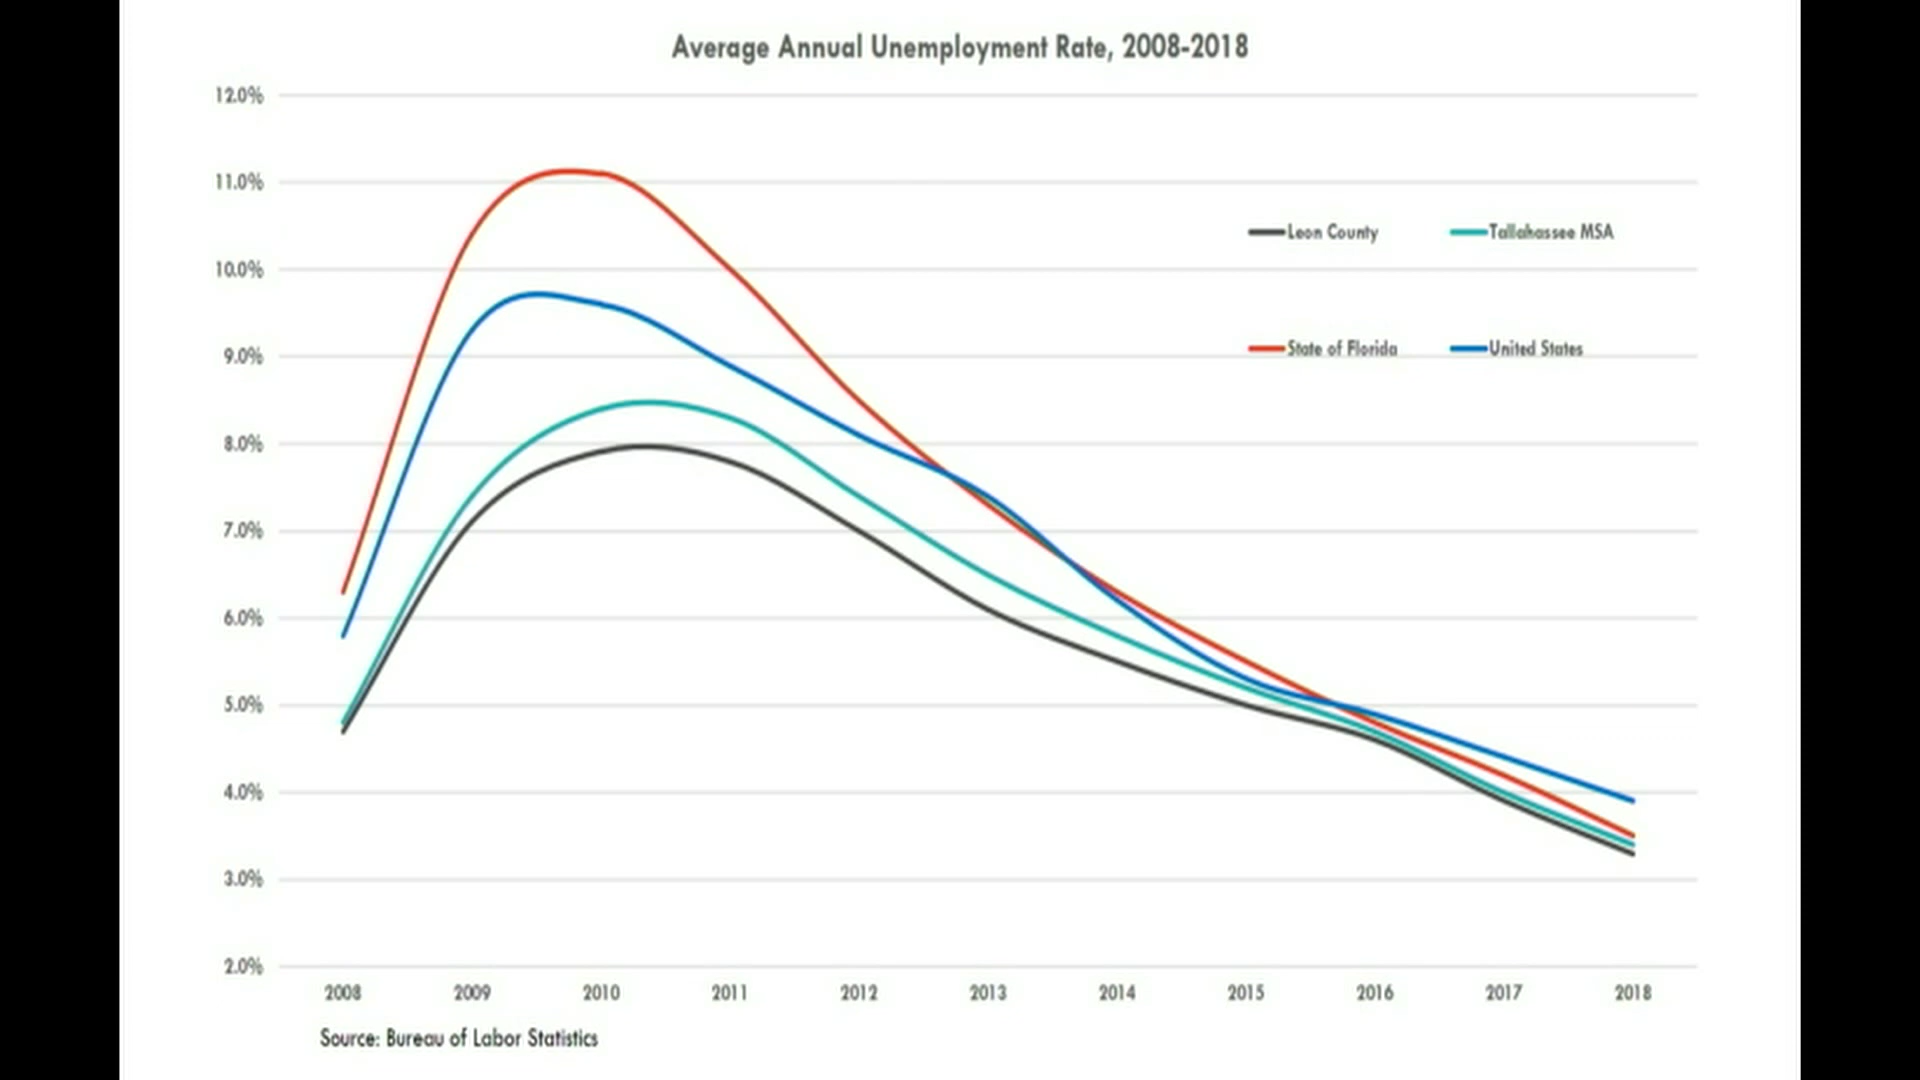 Average Annual Unemployment Rate, 2008-2018
12.0%
11.0%
10.0%
9.0%
8.0%
7.0%
6.0%
5.0%
4.0%
3.0%
2.0%
Leon County Tallahassee MSA
State of Florida United States
2008 2009 2010 2011 2012 2013 2014 2015 2016 2017 2018
Source: Bureau of Labor Statistics